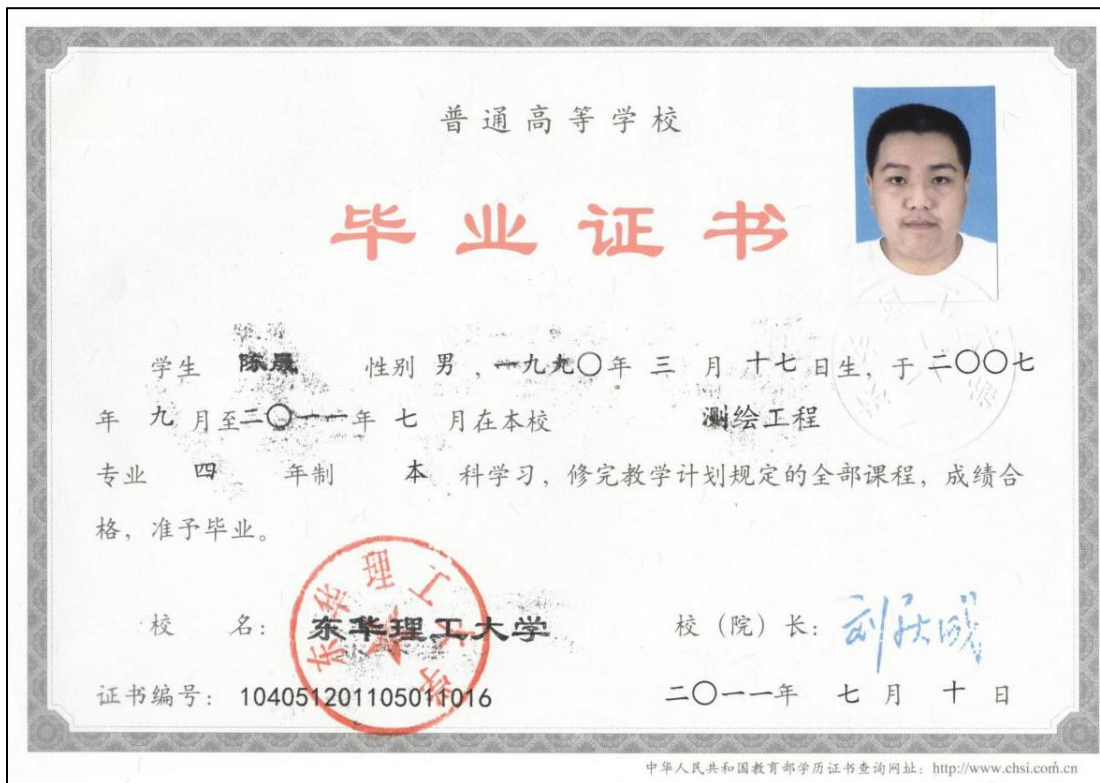 普通高等学校
毕业证书
学生 陈晟 性别 男，一九九〇年 三 月 十七 日生，于 二〇〇七
年 九 月至 二〇一一 年 七 月在本校 测绘工程
专业 四 年制 本 科学习，修完教学计划规定的全部课程，成绩合
格，准予毕业。
东华理工大学
校 名： 东华理工大学 校（院）长：
证书编号： 104051201105011016 二〇一一年 七 月 十 日
中华人民共和国教育部学历证书查询网址：http://www.chsi.com.cn